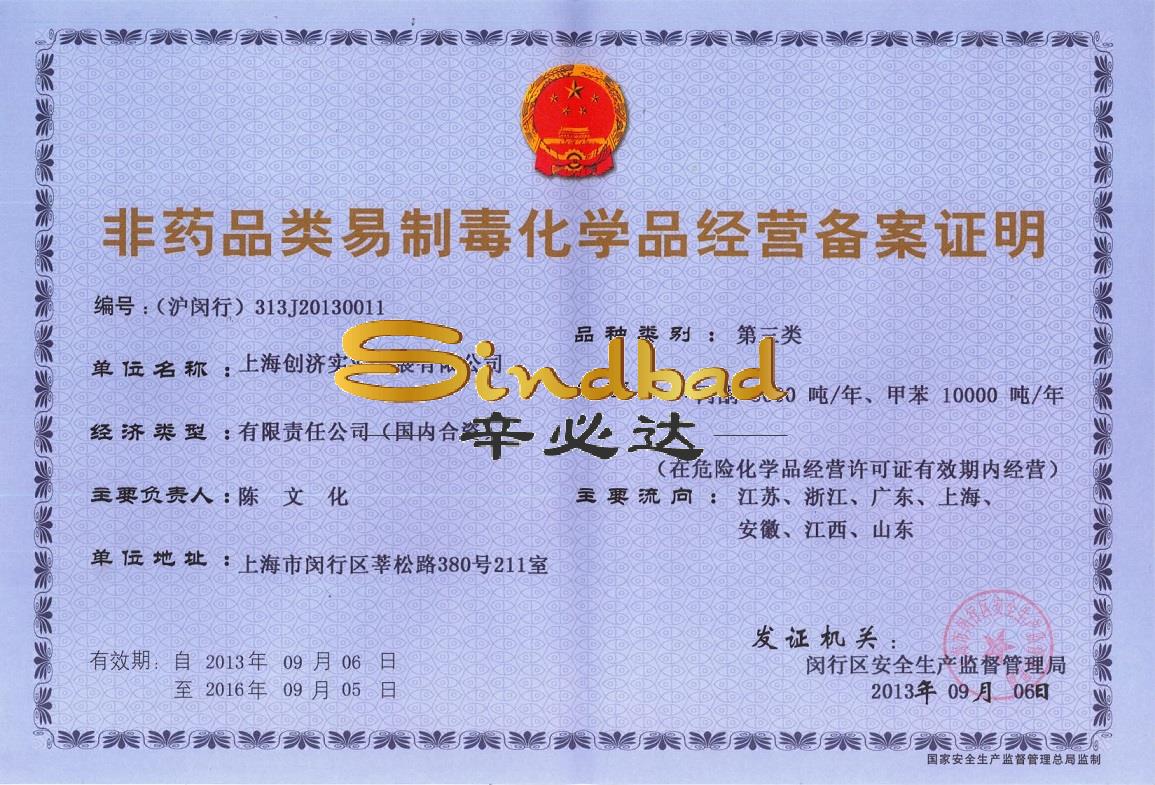 非药品类易制毒化学品经营备案证明
编号:(沪闵行)313J20130011
单位名称:上海创济实 有限公司
经济类型:有限责任公司(国内合资
主要负责人:陈 文 化
单位地址:上海市闵行区莘松路380号211室
有效期:自 2013年 09 月 06 日
至 2016年 09 月 05 日
品种类别:第三类
吨/年、甲苯 10000 吨/年
(在危险化学品经营许可证有效期内经营)
主要流向:江苏、浙江、广东、上海、
安徽、江西、山东
发证机关:
闵行区安全生产监督管理局
2013年 09月 06日
国家安全生产监督管理总局监制
Sindbad
辛必达